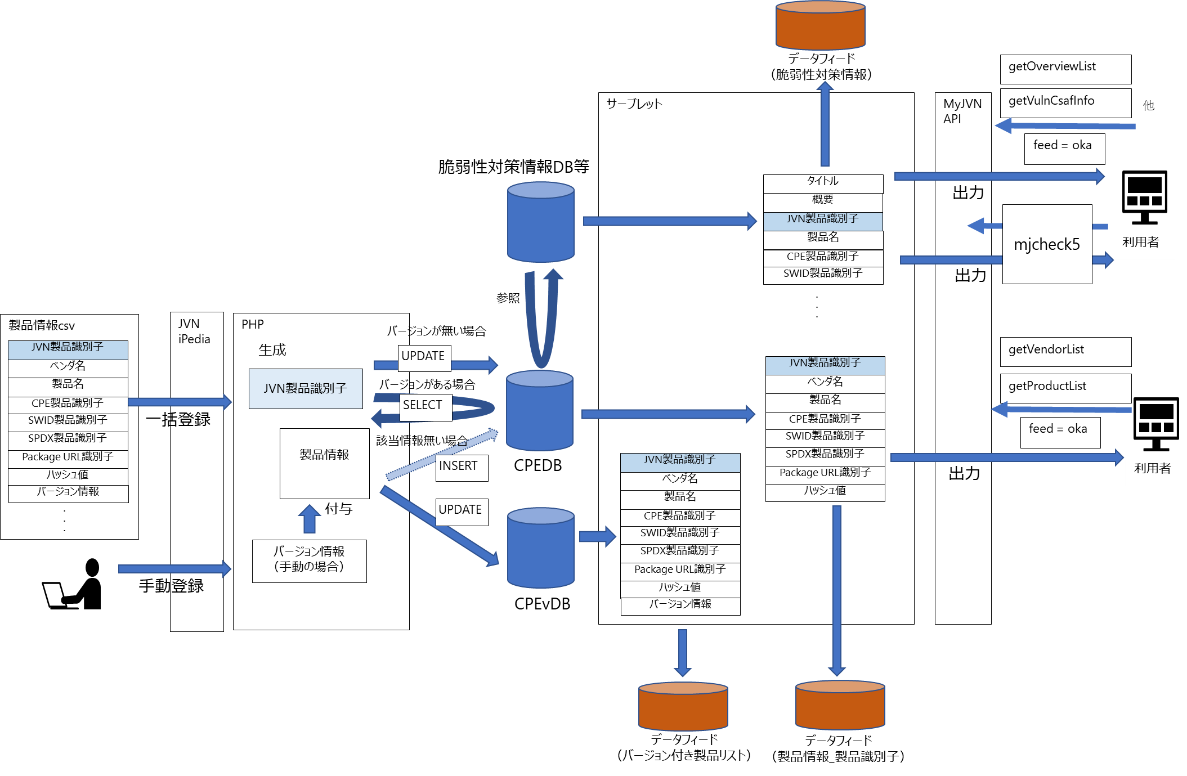 データフィード
（脆弱性対策情報）
getOverviewList
getVulnCsafInfo
他
feed = oka
サーブレット
MyJVN
API
脆弱性対策情報DB等
タイトル
概要
JVN製品識別子
製品名
CPE製品識別子
SWID製品識別子
・
・
・
出力
利用者
mjcheck5
出力
参照
製品情報csv
JVN製品識別子
ベンダ名
製品名
CPE製品識別子
SWID製品識別子
SPDX製品識別子
Package URL識別子
ハッシュ値
バージョン情報
・
・
・
JVN
iPedia
一括登録
手動登録
PHP
生成
JVN製品識別子
製品情報
付与
バージョン情報
（手動の場合）
バージョンが無い場合
UPDATE
バージョンがある場合
SELECT
該当情報無い場合
INSERT
UPDATE
CPEDB
CPEvDB
JVN製品識別子
ベンダ名
製品名
CPE製品識別子
SWID製品識別子
SPDX製品識別子
Package URL識別子
ハッシュ値
バージョン情報
JVN製品識別子
ベンダ名
製品名
CPE製品識別子
SWID製品識別子
SPDX製品識別子
Package URL識別子
ハッシュ値
getVendorList
getProductList
feed = oka
出力
利用者
データフィード
（バージョン付き製品リスト）
データフィード
（製品情報_製品識別子）